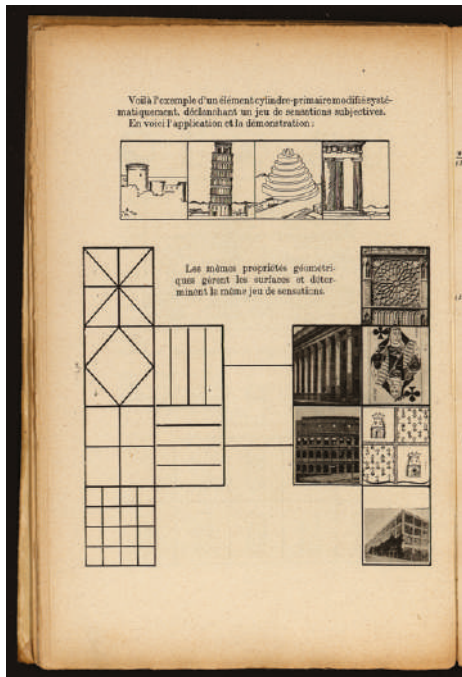 Voilà l'exemple d'un élément cylindre-primaire modifié systé-
matiquement, déclanchant un jeu de sensations subjectives.
En voici l'application et la démonstration :
Les mêmes propriétés géométri-
ques gèrent les surfaces et déter-
minent le même jeu de sensations.